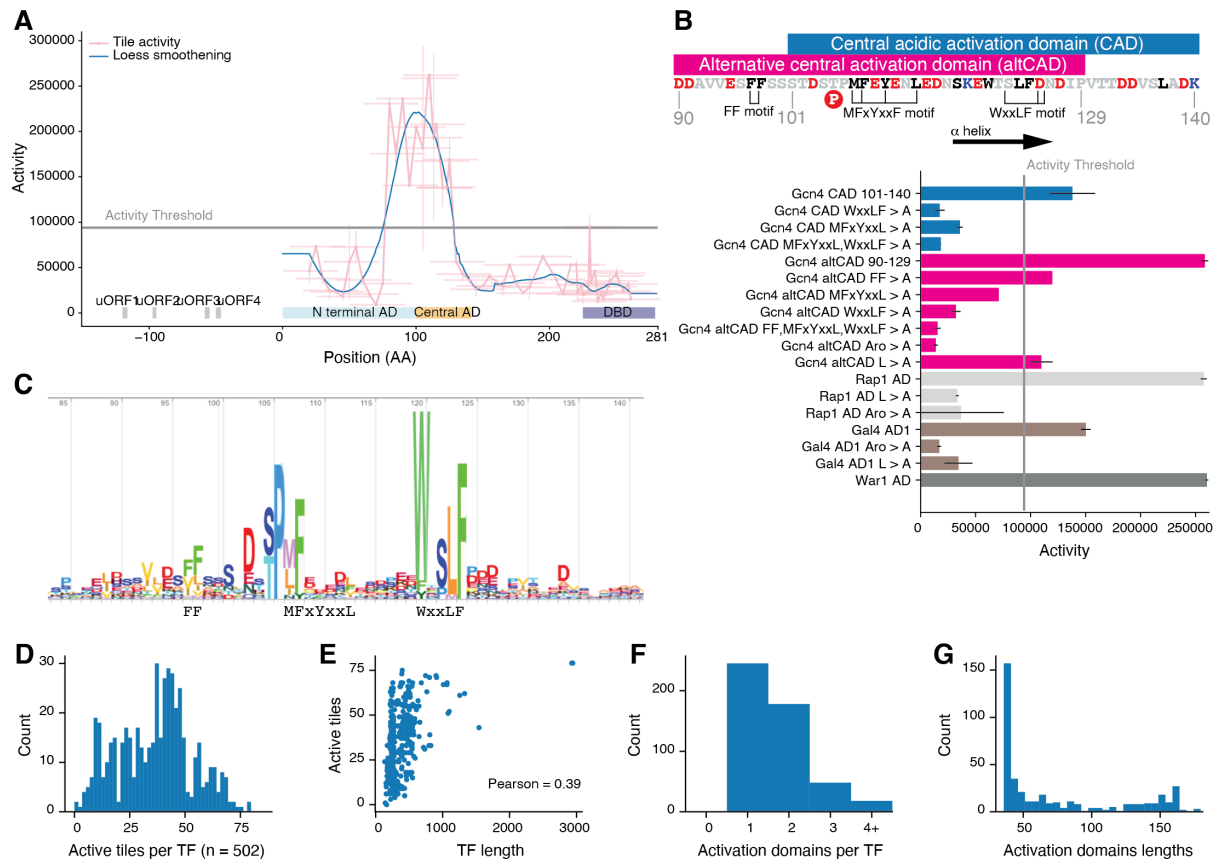 A
300000
250000
200000
150000
100000
50000
0
Activity
Tile activity
Loess smoothening
Activity Threshold
uORF1
uORF2
uORF3
uORF4
N terminal AD
Central AD
DBD
−100
0
100
200
281
Position (AA)
B
Central acidic activation domain (CAD)
Alternative central activation domain (altCAD)
DDAVVESFFSSSTDSTPMFEYENLEDNSKEWTSLFDNDIPVTTDDVSLADK
P
FF motif
MFxYxxF motif
WxxLF motif
90
101
129
140
α helix
Activity Threshold
Gcn4 CAD 101-140
Gcn4 CAD WxxLF > A
Gcn4 CAD MFxYxxL > A
Gcn4 CAD MFxYxxL,WxxLF > A
Gcn4 altCAD 90-129
Gcn4 altCAD FF > A
Gcn4 altCAD MFxYxxL > A
Gcn4 altCAD WxxLF > A
Gcn4 altCAD FF,MFxYxxL,WxxLF > A
Gcn4 altCAD Aro > A
Gcn4 altCAD L > A
Rap1 AD
Rap1 AD L > A
Rap1 AD Aro > A
Gal4 AD1
Gal4 AD1 Aro > A
Gal4 AD1 L > A
War1 AD
0
50000
100000
150000
200000
250000
Activity
C
85
90
95
100
105
110
115
120
125
130
135
140
FF
MFxYxxL
WxxLF
D
30
20
10
0
Count
0
25
50
75
Active tiles per TF (n = 502)
E
75
50
25
0
Active tiles
Pearson = 0.39
0
1000
2000
3000
TF length
F
200
100
0
Count
0
1
2
3
4+
Activation domains per TF
G
150
100
50
0
Count
50
100
150
Activation domains lengths